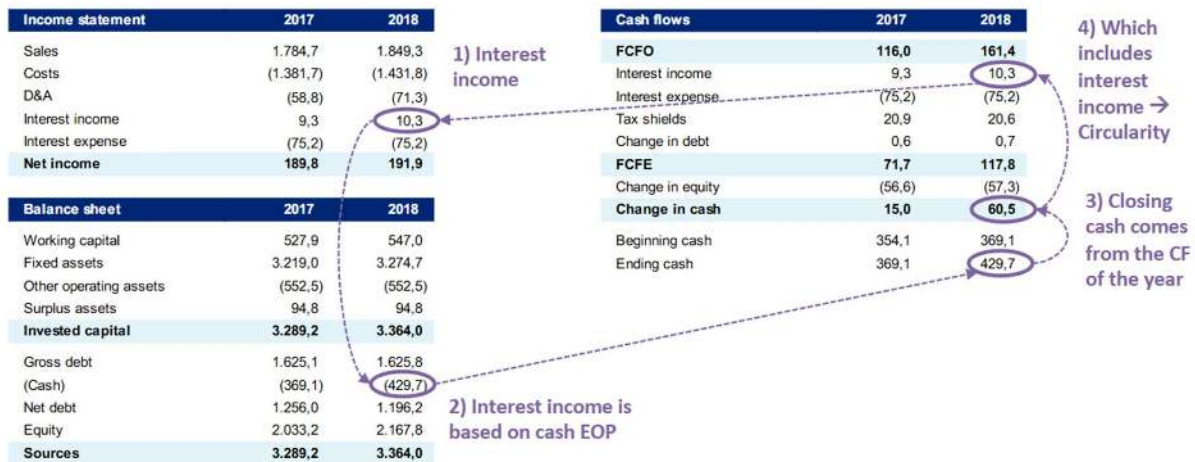 Income statement 2017 2018
Sales 1.784,7 1.849,3
Costs (1.381,7) (1.431,8)
D&A (58,8) (71,3)
Interest income 9,3 10,3
Interest expense (75,2) (75,2)
Net income 189,8 191,9
Balance sheet 2017 2018
Working capital 527,9 547,0
Fixed assets 3.219,0 3.274,7
Other operating assets (552,5) (552,5)
Surplus assets 94,8 94,8
Invested capital 3.289,2 3.364,0
Gross debt 1.625,1 1.625,8
(Cash) (369,1) (429,7)
Net debt 1.256,0 1.196,2
Equity 2.033,2 2.167,8
Sources 3.289,2 3.364,0
1) Interest
income
2) Interest income is
based on cash EOP
Cash flows 2017 2018
FCFO 116,0 161,4
Interest income 9,3 10,3
Interest expense (75,2) (75,2)
Tax shields 20,9 20,6
Change in debt 0,6 0,7
FCFE 71,7 117,8
Change in equity (56,6) (57,3)
Change in cash 15,0 60,5
Beginning cash 354,1 369,1
Ending cash 369,1 429,7
4) Which
includes
interest
income →
Circularity
3) Closing
cash comes
from the CF
of the year